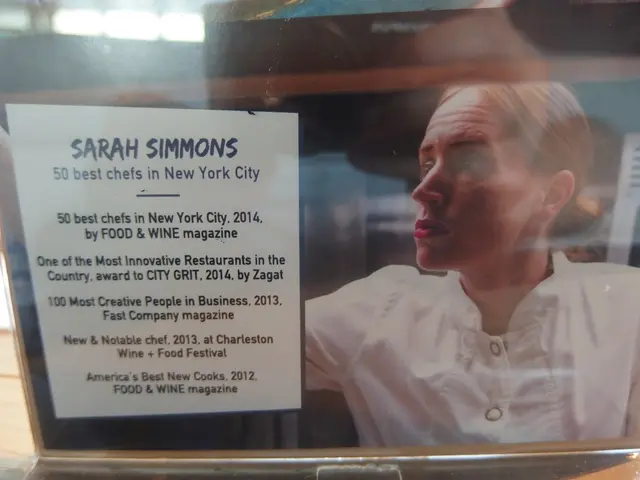 SARAH SIMMONS
50 best chefs in New York City
50 best chefs in New York City, 2014,
by FOOD & WINE magazine
One of the Most Innovative Restaurants in the
Country, award to CITY GRIT, 2014, by Zagat
100 Most Creative People in Business, 2013,
Fast Company magazine
New & Notable chef, 2013, at Charleston
Wine + Food Festival
America's Best New Cooks, 2012,
FOOD & WINE magazine